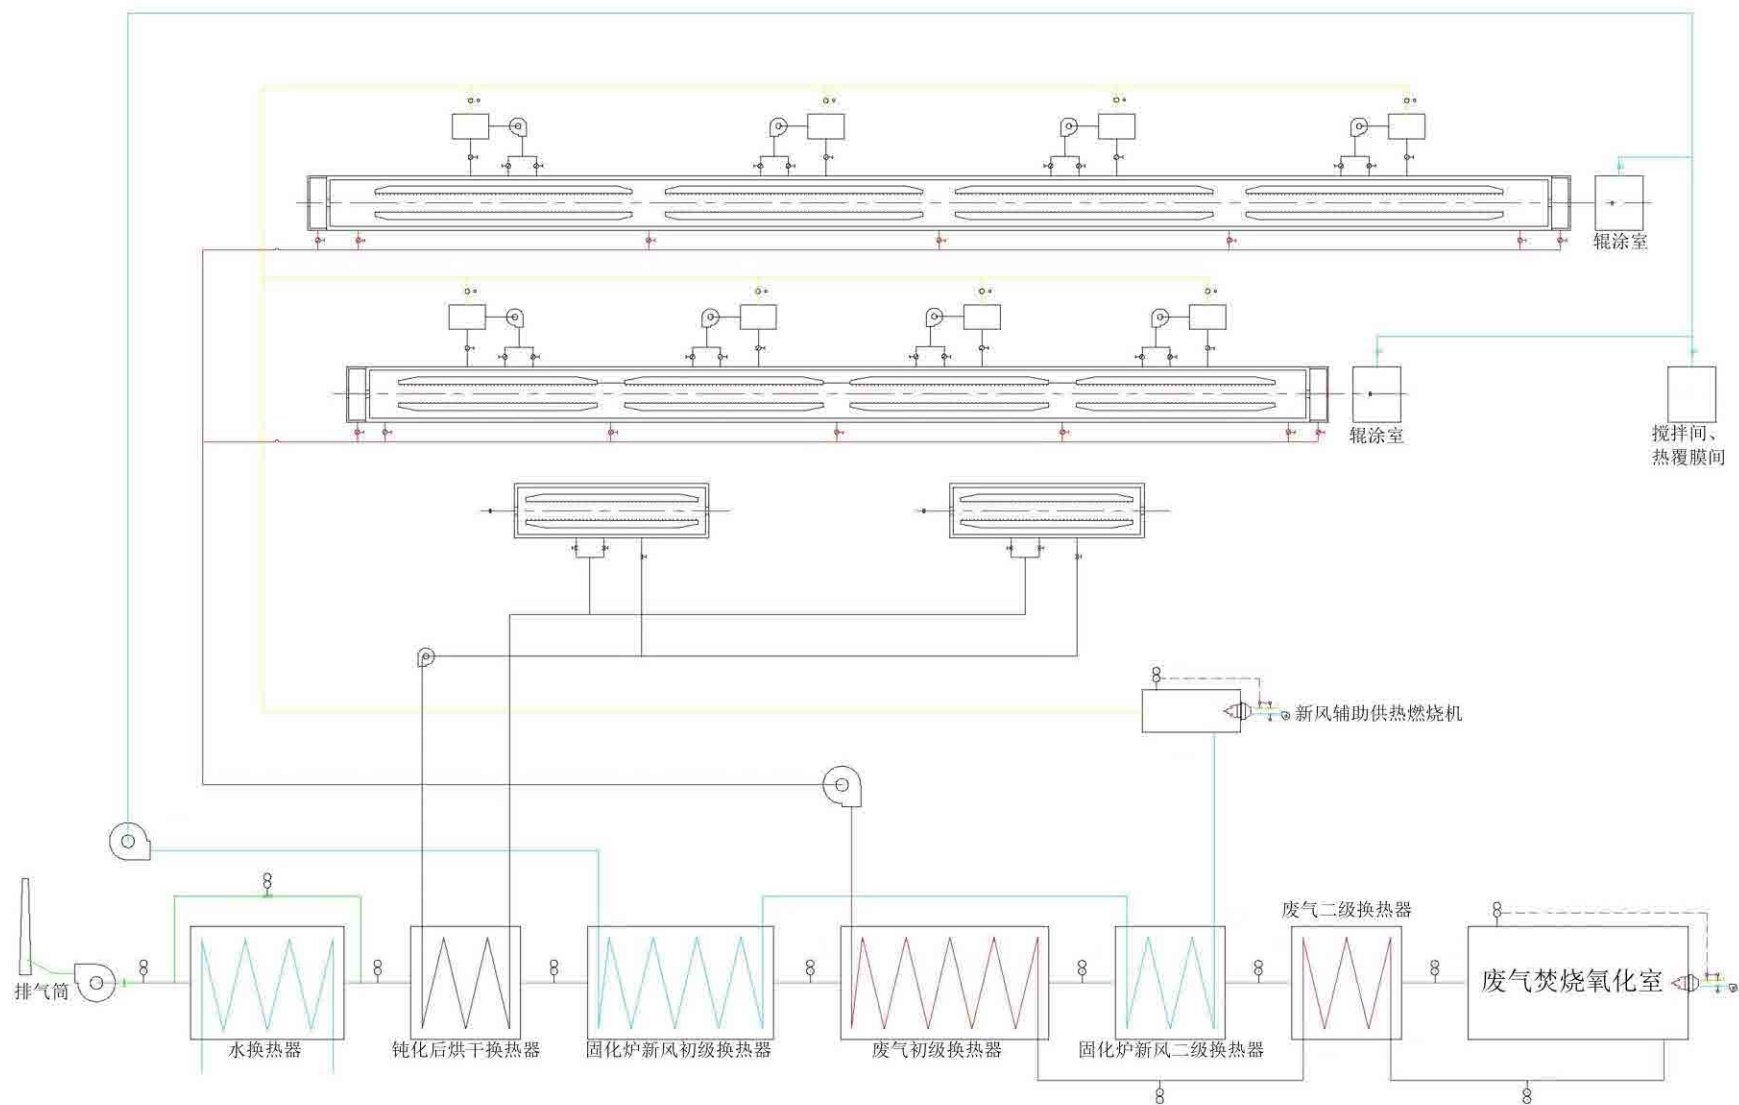 辊涂室
辊涂室
搅拌间、
热覆膜间
新风辅助供热燃烧机
废气二级换热器
废气焚烧氧化室
排气筒
水换热器
钝化后烘干换热器
固化炉新风初级换热器
废气初级换热器
固化炉新风二级换热器